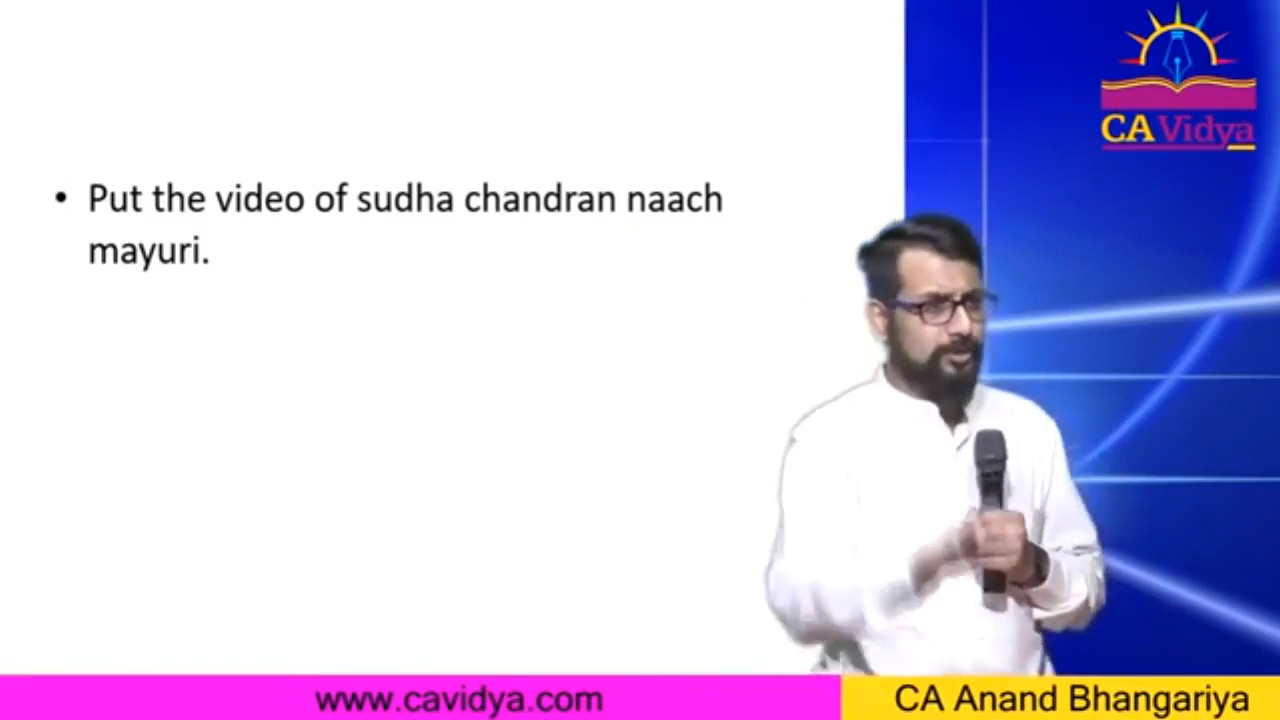 CA Vidya
• Put the video of sudha chandran naach
mayuri.
www.cavidya.com
CA Anand Bhangariya